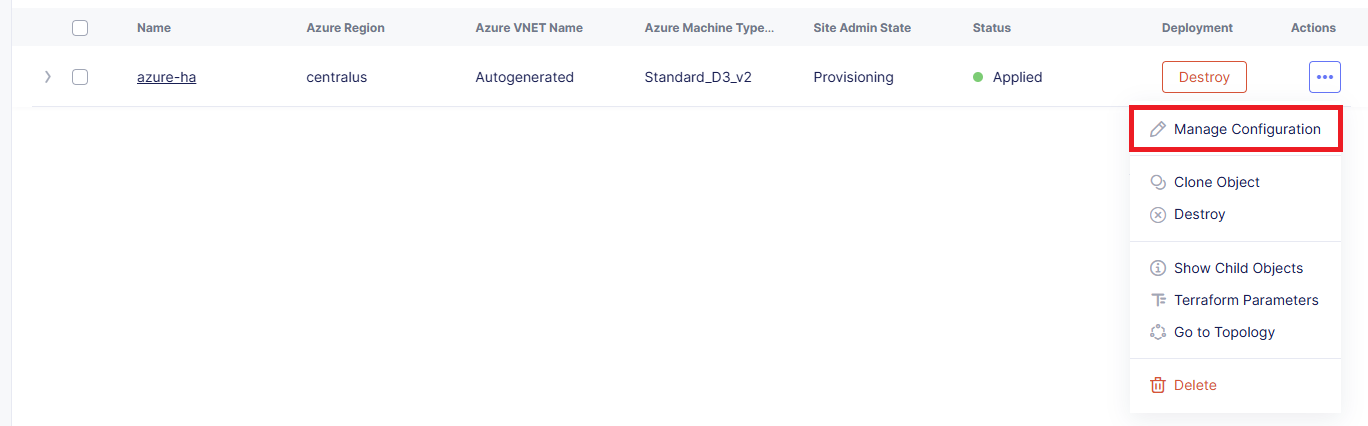 Name Azure Region Azure VNET Name Azure Machine Type... Site Admin State Status Deployment Actions
azure-ha centralus Autogenerated Standard_D3_v2 Provisioning Applied Destroy
Manage Configuration
Clone Object
Destroy
Show Child Objects
Terraform Parameters
Go to Topology
Delete